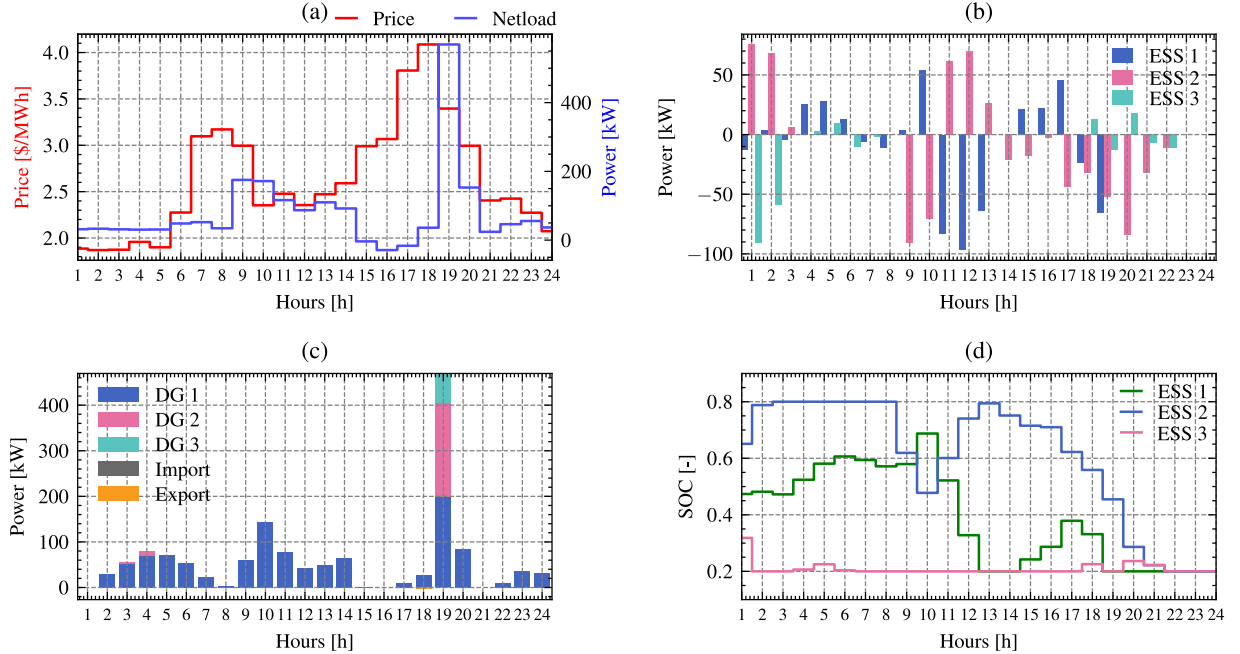 (a)
Price Netload
4.0
3.5
3.0
2.5
2.0
Price [$/MWh]
400
200
0
Power [kW]
1 2 3 4 5 6 7 8 9 10 11 12 13 14 15 16 17 18 19 20 21 22 23 24
Hours [h]
(b)
ESS 1
ESS 2
ESS 3
50
0
−50
−100
Power [kW]
1 2 3 4 5 6 7 8 9 10 11 12 13 14 15 16 17 18 19 20 21 22 23 24
Hours [h]
(c)
DG 1
DG 2
DG 3
Import
Export
400
300
200
100
0
Power [kW]
1 2 3 4 5 6 7 8 9 10 11 12 13 14 15 16 17 18 19 20 21 22 23 24
Hours [h]
(d)
ESS 1
ESS 2
ESS 3
0.8
0.6
0.4
0.2
SOC [-]
1 2 3 4 5 6 7 8 9 10 11 12 13 14 15 16 17 18 19 20 21 22 23 24
Hours [h]